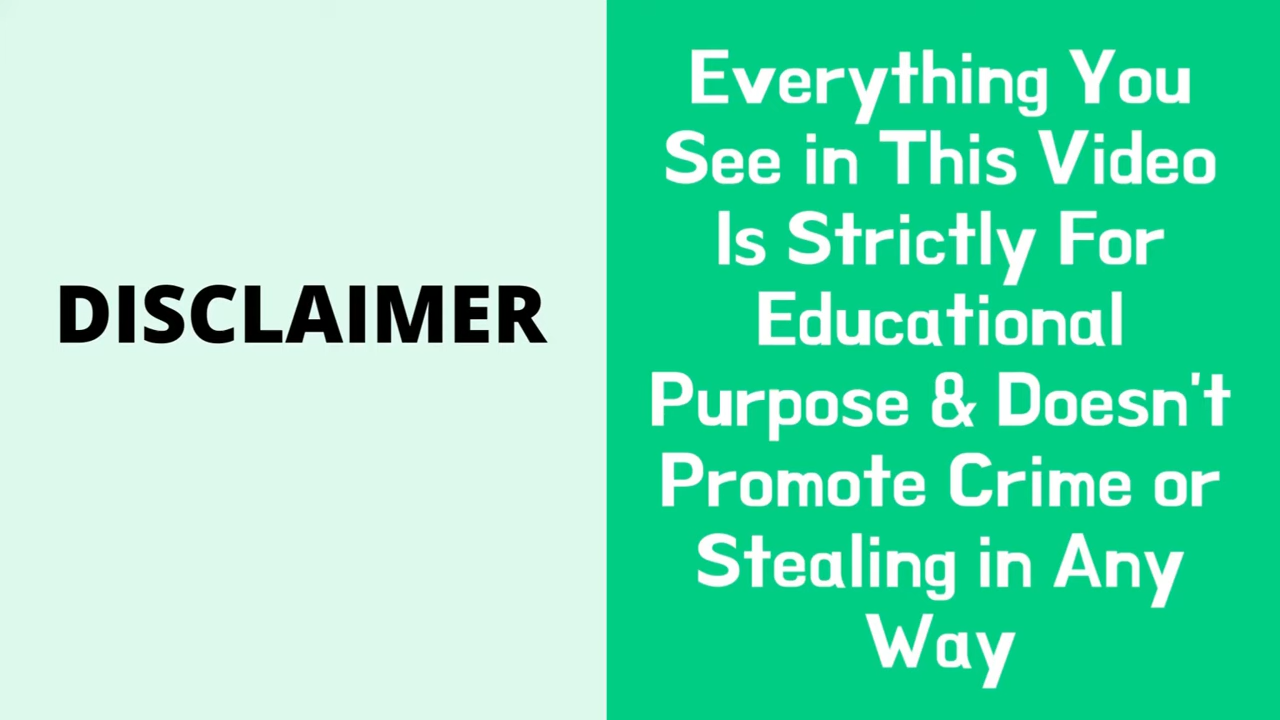 DISCLAIMER
Everything You
See in This Video
Is Strictly For
Educational
Purpose & Doesn't
Promote Crime or
Stealing in Any
Way